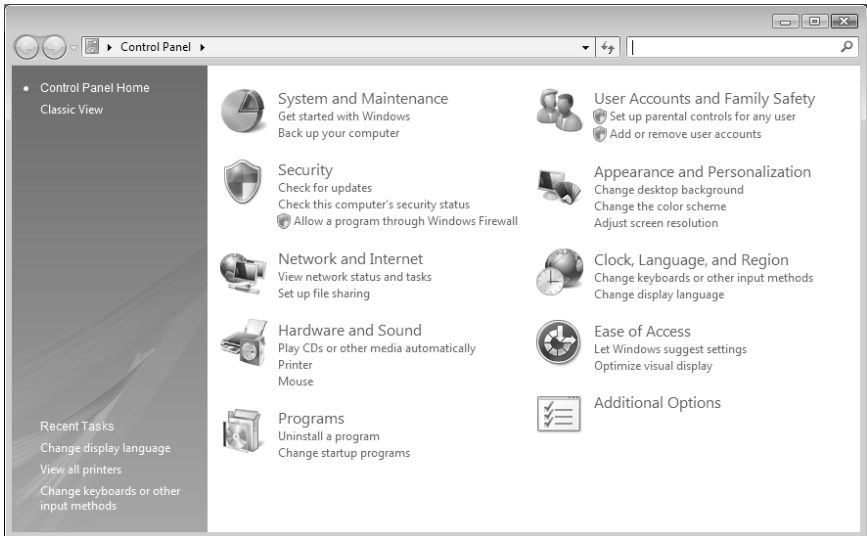 Control Panel
Control Panel Home
Classic View
Recent Tasks
Change display language
View all printers
Change keyboards or other
input methods
System and Maintenance
Get started with Windows
Back up your computer
Security
Check for updates
Check this computer's security status
Allow a program through Windows Firewall
Network and Internet
View network status and tasks
Set up file sharing
Hardware and Sound
Play CDs or other media automatically
Printer
Mouse
Programs
Uninstall a program
Change startup programs
User Accounts and Family Safety
Set up parental controls for any user
Add or remove user accounts
Appearance and Personalization
Change desktop background
Change the color scheme
Adjust screen resolution
Clock, Language, and Region
Change keyboards or other input methods
Change display language
Ease of Access
Let Windows suggest settings
Optimize visual display
Additional Options